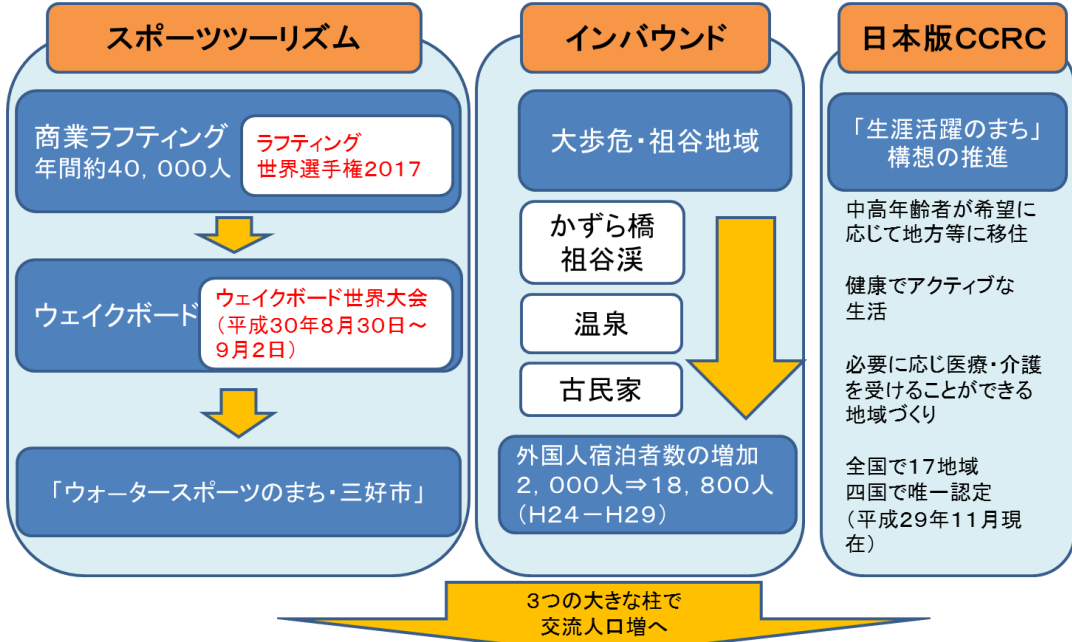 スポーツツーリズム
商業ラフティング
年間約40，000人
ラフティング
世界選手権2017
ウェイクボード
ウェイクボード世界大会
（平成30年8月30日～
9月2日）
「ウォータースポーツのまち・三好市」
インバウンド
大歩危・祖谷地域
かずら橋
祖谷渓
温泉
古民家
外国人宿泊者数の増加
2，000人⇒18，800人
（H24－H29）
日本版CCRC
「生涯活躍のまち」
構想の推進
中高年齢者が希望に
応じて地方等に移住
健康でアクティブな
生活
必要に応じ医療・介護
を受けることができる
地域づくり
全国で17地域
四国で唯一認定
（平成29年11月現
在）
3つの大きな柱で
交流人口増へ